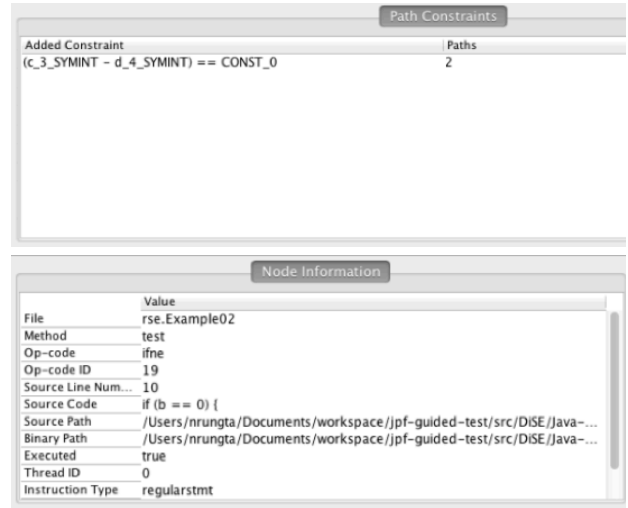 Path Constraints
Added Constraint Paths
(c_3_SYMINT - d_4_SYMINT) == CONST_0 2
Node Information
Value
File rse.Example02
Method test
Op-code ifne
Op-code ID 19
Source Line Num... 10
Source Code if (b == 0) {
Source Path /Users/nrungta/Documents/workspace/jpf-guided-test/src/DiSE/Java-...
Binary Path /Users/nrungta/Documents/workspace/jpf-guided-test/src/DiSE/Java-...
Executed true
Thread ID 0
Instruction Type regularstmt